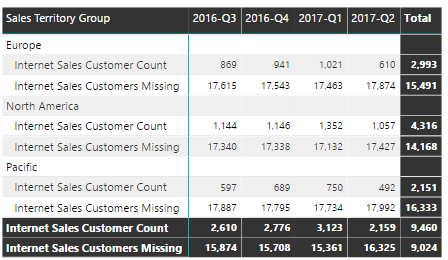 Sales Territory Group 2016-Q3 2016-Q4 2017-Q1 2017-Q2 Total
Europe
Internet Sales Customer Count 869 941 1,021 610 2,993
Internet Sales Customers Missing 17,615 17,543 17,463 17,874 15,491
North America
Internet Sales Customer Count 1,144 1,146 1,352 1,057 4,316
Internet Sales Customers Missing 17,340 17,338 17,132 17,427 14,168
Pacific
Internet Sales Customer Count 597 689 750 492 2,151
Internet Sales Customers Missing 17,887 17,795 17,734 17,992 16,333
Internet Sales Customer Count 2,610 2,776 3,123 2,159 9,460
Internet Sales Customers Missing 15,874 15,708 15,361 16,325 9,024